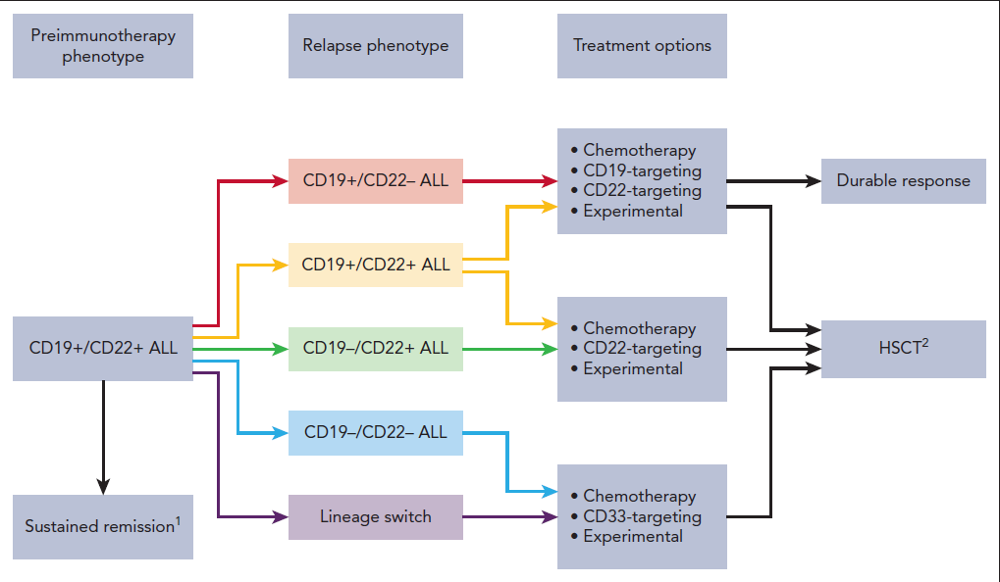 Preimmunotherapy
phenotype
Relapse phenotype
Treatment options
CD19+/CD22+ ALL
Sustained remission1
CD19+/CD22– ALL
CD19+/CD22+ ALL
CD19–/CD22+ ALL
CD19–/CD22– ALL
Lineage switch
• Chemotherapy
• CD19-targeting
• CD22-targeting
• Experimental
• Chemotherapy
• CD22-targeting
• Experimental
• Chemotherapy
• CD33-targeting
• Experimental
Durable response
HSCT2